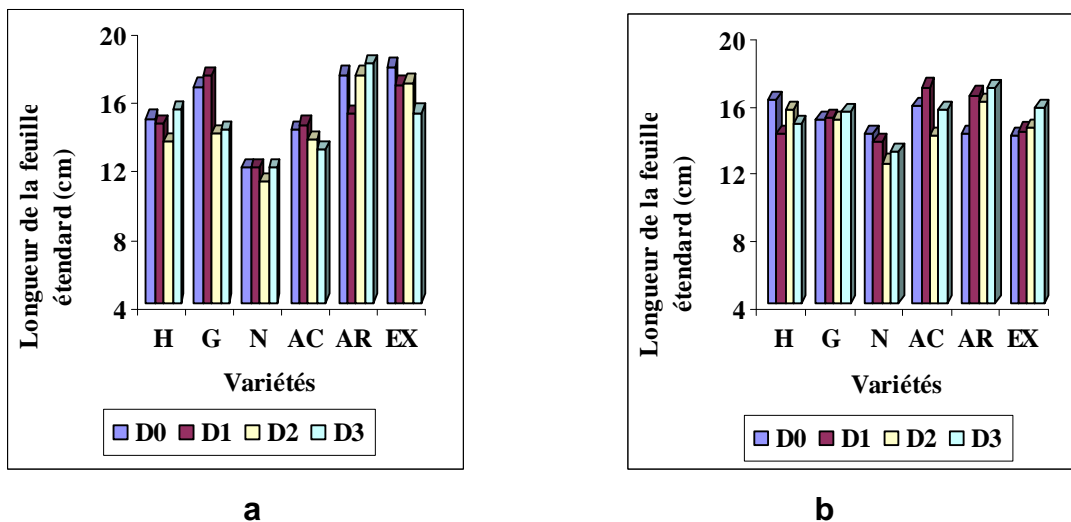 20
16
12
8
4
Longueur de la feuille
étendard (cm)
H G N AC AR EX
Variétés
D0 D1 D2 D3
a
20
16
12
8
4
Longueur de la feuille
étendard (cm)
H G N AC AR EX
Variétés
D0 D1 D2 D3
b